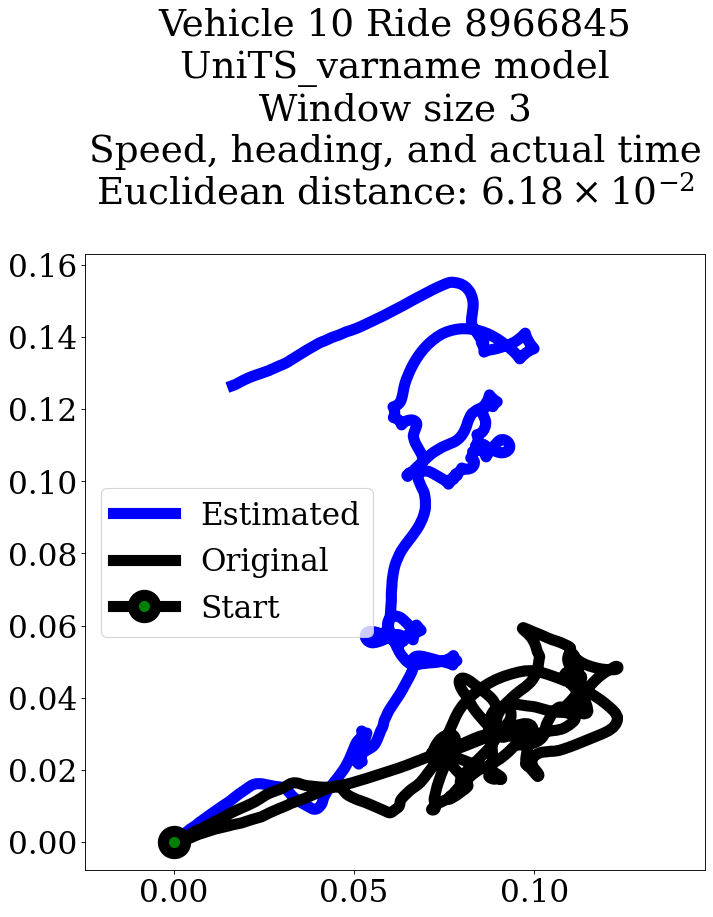 Vehicle 10 Ride 8966845
UniTS_varname model
Window size 3
Speed, heading, and actual time
Euclidean distance: 6.18 × 10⁻²
0.16
0.14
0.12
0.10
0.08
0.06
0.04
0.02
0.00
Estimated
Original
Start
0.00 0.05 0.10